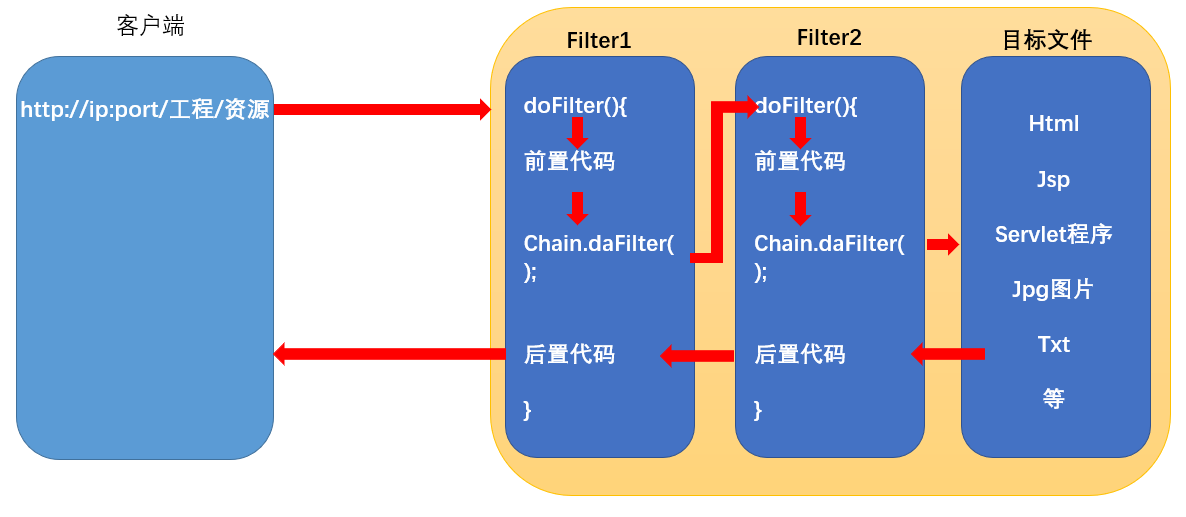 客户端
http://ip:port/工程/资源
Filter1
doFilter(){
前置代码
Chain.daFilter(
);
后置代码
}
Filter2
doFilter(){
前置代码
Chain.daFilter(
);
后置代码
}
目标文件
Html
Jsp
Servlet程序
Jpg图片
Txt
等